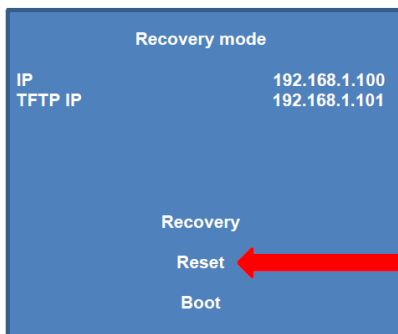 Recovery mode
IP 192.168.1.100
TFTP IP 192.168.1.101
Recovery
Reset
Boot